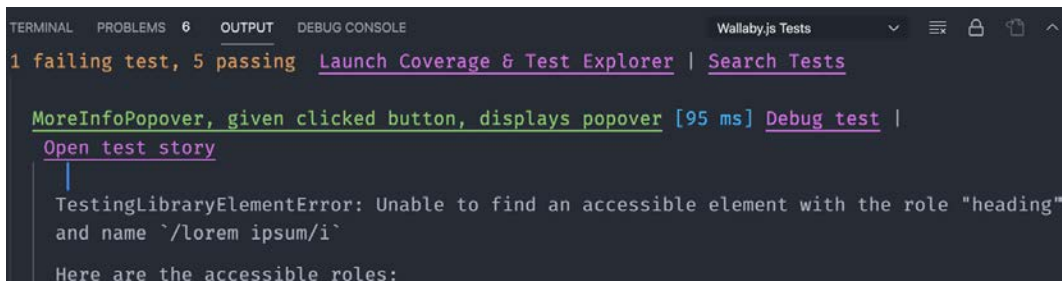 TERMINAL PROBLEMS 6 OUTPUT DEBUG CONSOLE Wallaby.js Tests
1 failing test, 5 passing Launch Coverage & Test Explorer | Search Tests
MoreInfoPopover, given clicked button, displays popover [95 ms] Debug test |
Open test story
TestingLibraryElementError: Unable to find an accessible element with the role "heading"
and name `/lorem ipsum/i`
Here are the accessible roles: